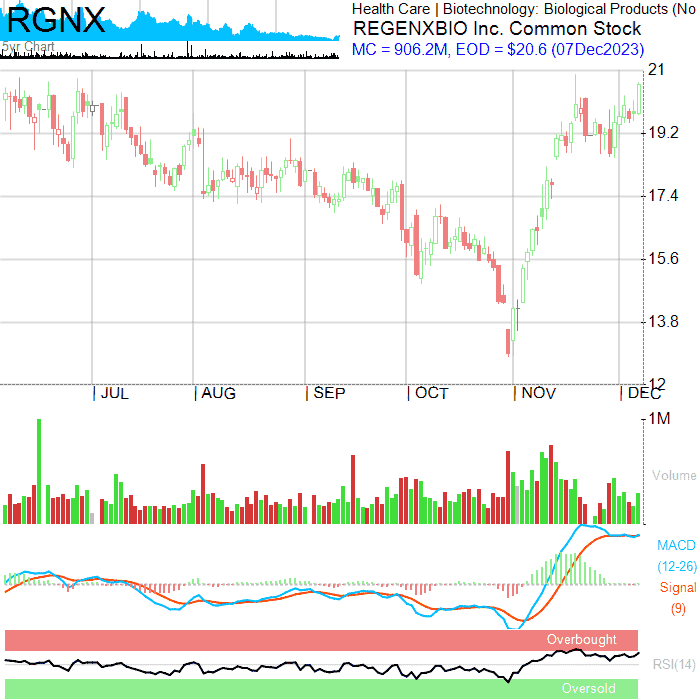 RGNX
5yr Chart
Health Care | Biotechnology: Biological Products (No
REGENXBIO Inc. Common Stock
MC = 906.2M, EOD = $20.6 (07Dec2023)
21
19.2
17.4
15.6
13.8
12
| JUL | AUG | SEP | OCT | NOV | DEC
1M
Volume
MACD
(12-26)
Signal
(9)
Overbought
RSI(14)
Oversold